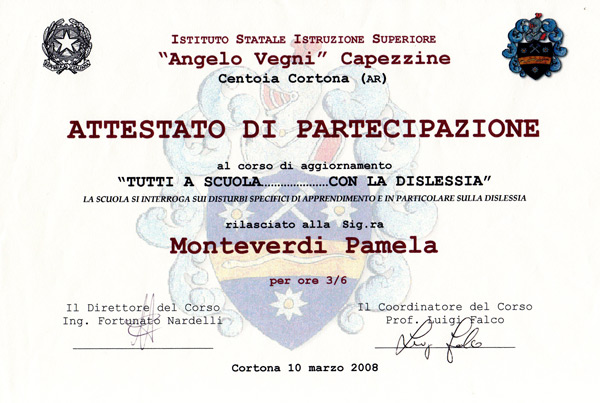 ISTITUTO STATALE ISTRUZIONE SUPERIORE
"Angelo Vegni" Capezzine
Centoia Cortona (AR)
ATTESTATO DI PARTECIPAZIONE
al corso di aggiornamento
"TUTTI A SCUOLA....................CON LA DISLESSIA"
LA SCUOLA SI INTERROGA SUI DISTURBI SPECIFICI DI APPRENDIMENTO E IN PARTICOLARE SULLA DISLESSIA
rilasciato alla Sig.ra
Monteverdi Pamela
per ore 3/6
Il Direttore del Corso
Ing. Fortunato Nardelli
Il Coordinatore del Corso
Prof. Luigi Falco
Luigi Falco
Cortona 10 marzo 2008